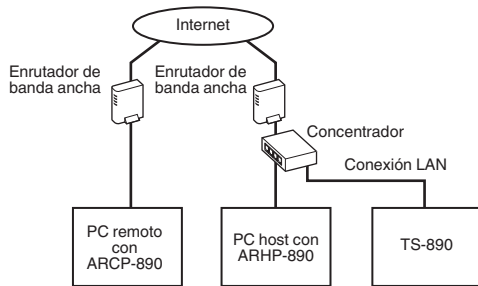 Internet
Enrutador de
banda ancha
Enrutador de
banda ancha
Concentrador
Conexión LAN
PC remoto
con
ARCP-890
PC host con
ARHP-890
TS-890